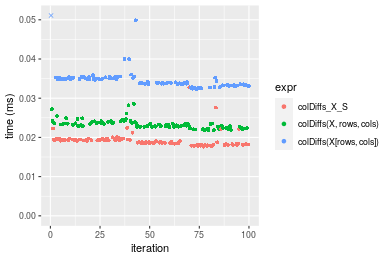 0.05
0.04
0.03
0.02
0.01
0.00
time (ms)
0
25
50
75
100
iteration
expr
colDiffs_X_S
colDiffs(X, rows, cols)
colDiffs(X[rows, cols])